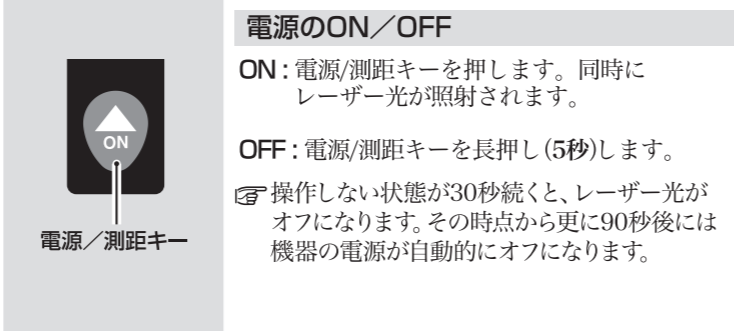 電源のON／OFF
ON : 電源/測距キーを押します。同時に
レーザー光が照射されます。
OFF : 電源/測距キーを長押し(5秒)します。
☞操作しない状態が30秒続くと、レーザー光が
オフになります。その時点から更に90秒後には
機器の電源が自動的にオフになります。
ON
電源／測距キー